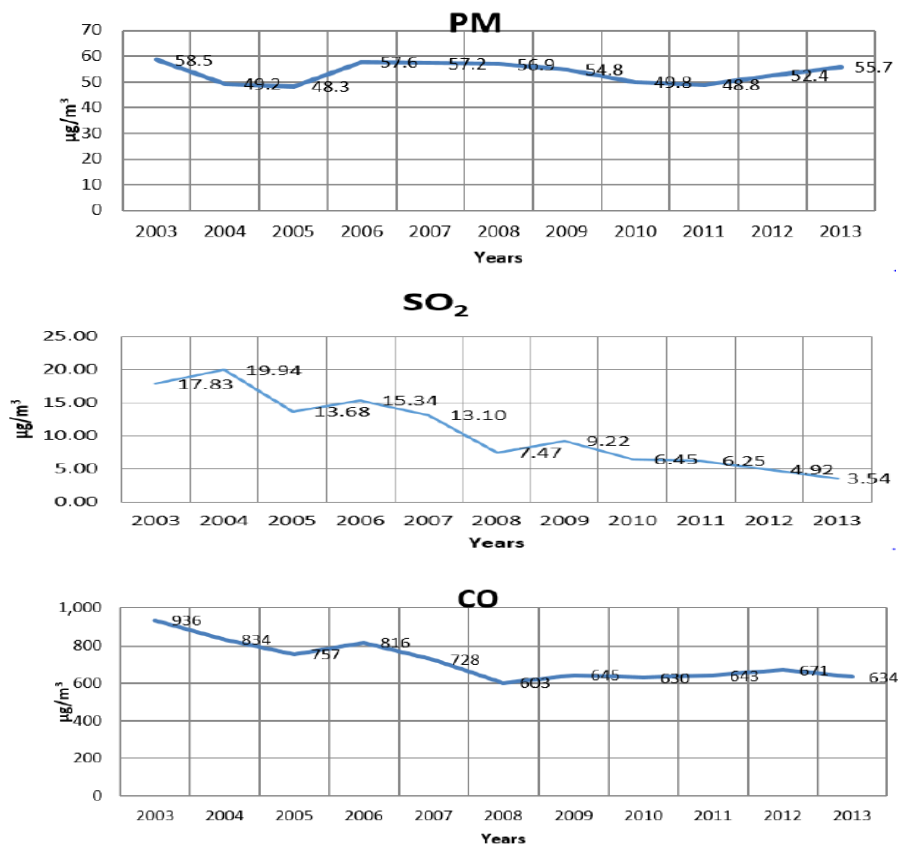 PM
70
60
50
40
30
20
10
0
µg/m³
58.5 49.2 48.3 57.6 57.2 56.9 54.8 49.8 48.8 52.4 55.7
2003 2004 2005 2006 2007 2008 2009 2010 2011 2012 2013
Years
SO₂
25.00
20.00
15.00
10.00
5.00
0.00
µg/m³
17.83 19.94 13.68 15.34 13.10 7.47 9.22 6.45 6.25 4.92 3.54
2003 2004 2005 2006 2007 2008 2009 2010 2011 2012 2013
Years
CO
1,000
800
600
400
200
0
µg/m³
936 834 757 816 728 603 645 630 643 671 634
2003 2004 2005 2006 2007 2008 2009 2010 2011 2012 2013
Years